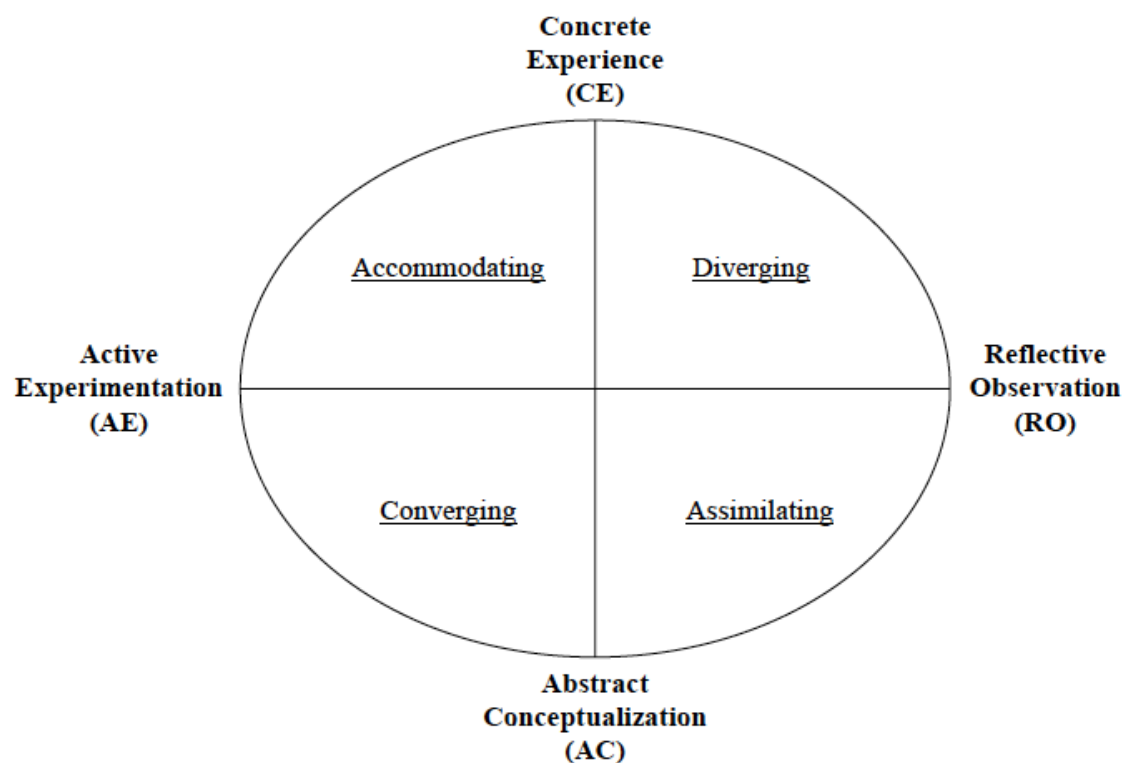 Concrete
Experience
(CE)
Accommodating
Diverging
Active
Experimentation
(AE)
Reflective
Observation
(RO)
Converging
Assimilating
Abstract
Conceptualization
(AC)